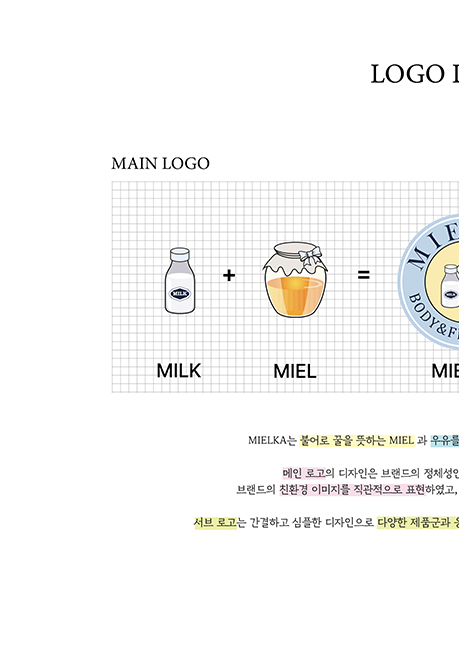 LOGO
MAIN LOGO
MILK
+
=
MILK
MIEL
BODY&F
MIELKA는 불어로 꿀을 뜻하는 MIEL 과 우유를
메인 로고의 디자인은 브랜드의 정체성인
브랜드의 친환경 이미지를 직관적으로 표현하였고,
서브 로고는 간결하고 심플한 디자인으로 다양한 제품군과